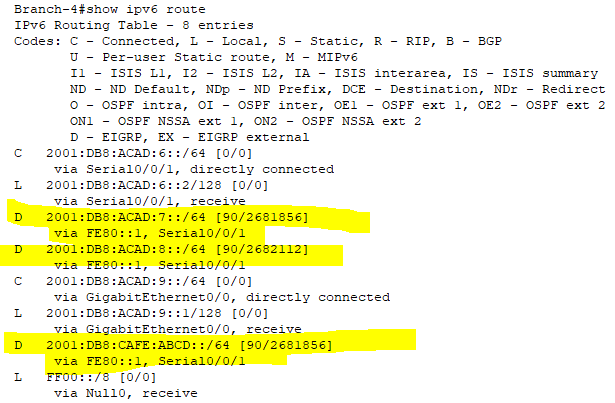 Branch-4#show ipv6 route
IPv6 Routing Table - 8 entries
Codes: C - Connected, L - Local, S - Static, R - RIP, B - BGP
U - Per-user Static route, M - MIPv6
I1 - ISIS L1, I2 - ISIS L2, IA - ISIS interarea, IS - ISIS summary
ND - ND Default, NDp - ND Prefix, DCE - Destination, NDr - Redirect
O - OSPF intra, OI - OSPF inter, OE1 - OSPF ext 1, OE2 - OSPF ext 2
ON1 - OSPF NSSA ext 1, ON2 - OSPF NSSA ext 2
D - EIGRP, EX - EIGRP external
C 2001:DB8:ACAD:6::/64 [0/0]
via Serial0/0/1, directly connected
L 2001:DB8:ACAD:6::2/128 [0/0]
via Serial0/0/1, receive
D 2001:DB8:ACAD:7::/64 [90/2681856]
via FE80::1, Serial0/0/1
D 2001:DB8:ACAD:8::/64 [90/2682112]
via FE80::1, Serial0/0/1
C 2001:DB8:ACAD:9::/64 [0/0]
via GigabitEthernet0/0, directly connected
L 2001:DB8:ACAD:9::1/128 [0/0]
via GigabitEthernet0/0, receive
D 2001:DB8:CAFE:ABCD::/64 [90/2681856]
via FE80::1, Serial0/0/1
L FF00::/8 [0/0]
via Null0, receive